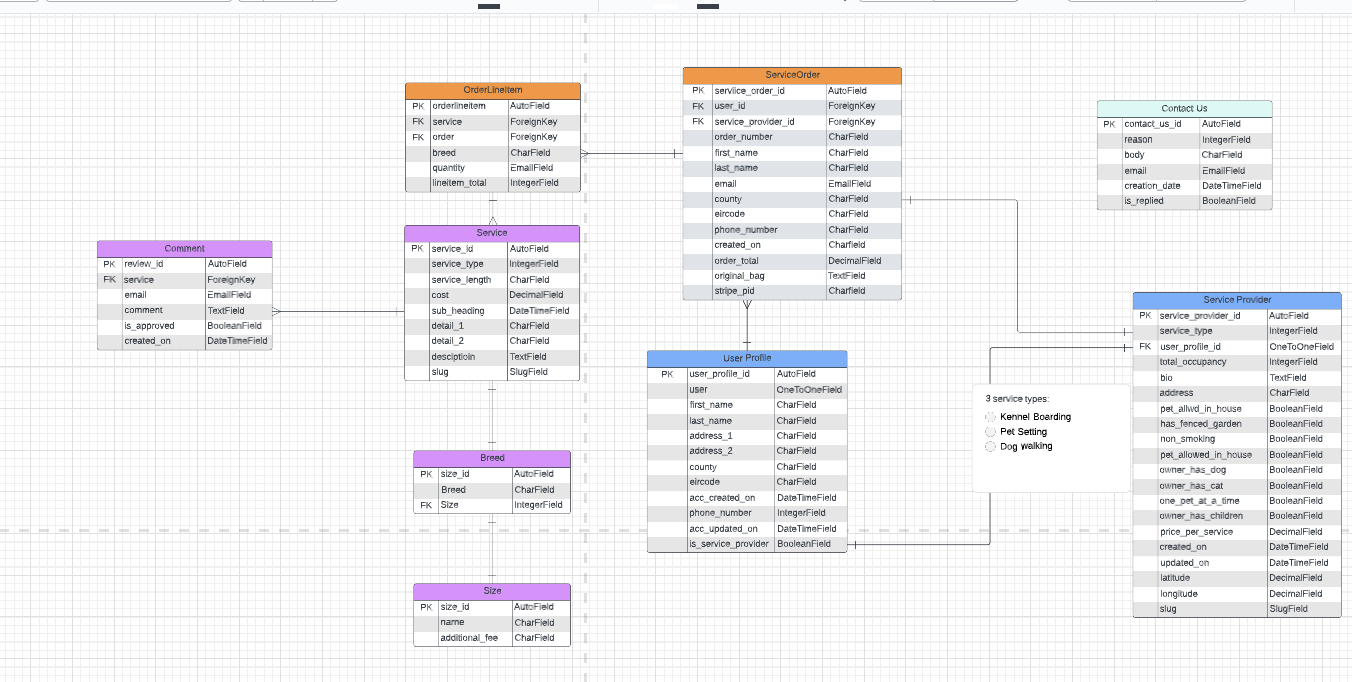 ServiceOrder
PK serviice_order_id AutoField
FK user_id ForeignKey
FK service_provider_id ForeignKey
order_number CharField
first_name CharField
last_name CharField
email EmailField
county CharField
eircode CharField
phone_number CharField
created_on Charfield
order_total DecimalField
original_bag TextField
stripe_pid Charfield
OrderLineItem
PK orderlineitem AutoField
FK service ForeignKey
FK order ForeignKey
breed CharField
quantity EmailField
lineitem_total IntegerField
Contact Us
PK contact_us_id AutoField
reason IntegerField
body CharField
email EmailField
creation_date DateTimeField
is_replied BooleanField
Service
PK service_id AutoField
service_type IntegerField
service_length CharField
cost DecimalField
sub_heading DateTimeField
detail_1 CharField
detail_2 CharField
desciptioin TextField
slug SlugField
Comment
PK review_id AutoField
FK service ForeignKey
email EmailField
comment TextField
is_approved BooleanField
created_on DateTimeField
Service Provider
PK service_provider_id AutoField
service_type IntegerField
FK user_profile_id OneToOneField
total_occupancy IntegerField
bio TextField
address CharField
pet_allwd_in_house BooleanField
has_fenced_garden BooleanField
non_smoking BooleanField
pet_allowed_in_house BooleanField
owner_has_dog BooleanField
owner_has_cat BooleanField
one_pet_at_a_time BooleanField
owner_has_children BooleanField
price_per_service DecimalField
created_on DateTimeField
updated_on DateTimeField
latitude DecimalField
longitude DecimalField
slug SlugField
User Profile
PK user_profile_id AutoField
user OneToOneField
first_name CharField
last_name CharField
address_1 CharField
address_2 CharField
county CharField
eircode CharField
acc_created_on DateTimeField
phone_number IntegerField
acc_updated_on DateTimeField
is_service_provider BooleanField
3 service types:
Kennel Boarding
Pet Setting
Dog walking
Breed
PK size_id AutoField
Breed CharField
FK Size IntegerField
Size
PK size_id AutoField
name CharField
additional_fee CharField